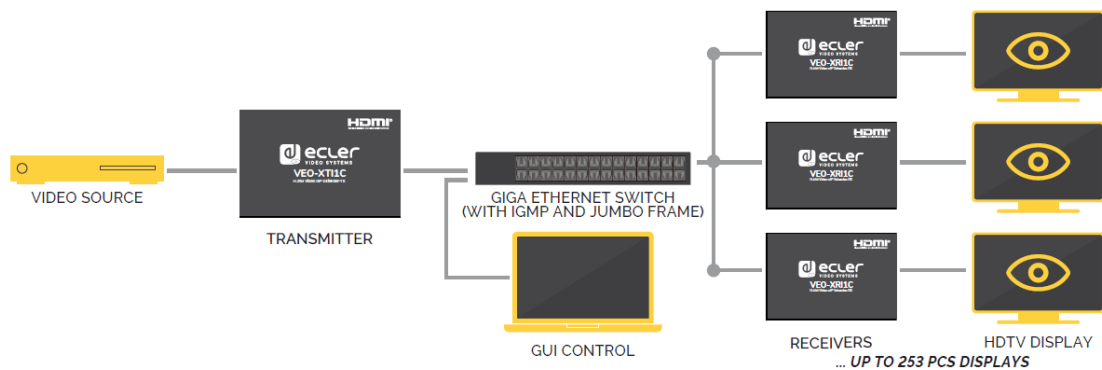 VIDEO SOURCE
HDMI
ecler
VIDEO SYSTEMS
VEO-XTI1C
TRANSMITTER
GIGA ETHERNET SWITCH
(WITH IGMP AND JUMBO FRAME)
GUI CONTROL
HDMI
ecler
VIDEO SYSTEMS
VEO-XRI1C
HDMI
ecler
VIDEO SYSTEMS
VEO-XRI1C
HDMI
ecler
VIDEO SYSTEMS
VEO-XRI1C
RECEIVERS
HDTV DISPLAY
... UP TO 253 PCS DISPLAYS